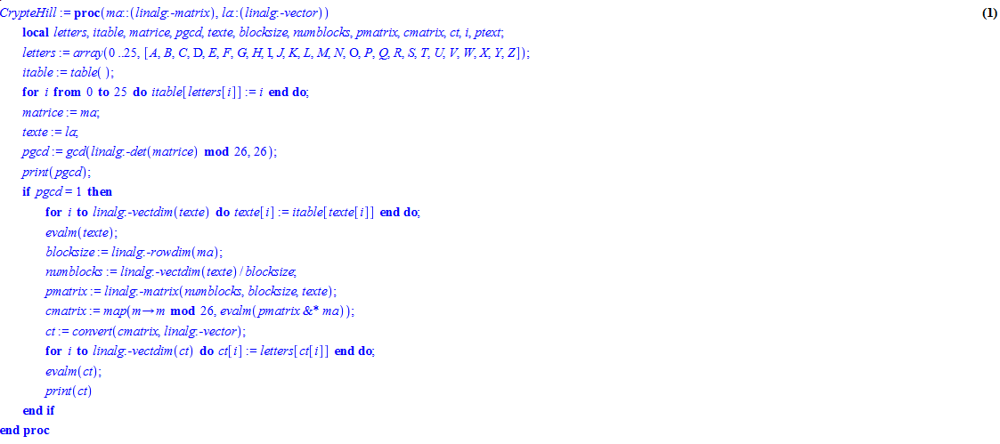 CrypteHill := proc(ma::(linalg:-matrix), la::(linalg:-vector)) (1)
local letters, itable, matrice, pgcd, texte, blocksize, numblocks, pmatrix, cmatrix, ct, i, ptext;
letters := array(0 ..25, [A, B, C, D, E, F, G, H, I, J, K, L, M, N, O, P, Q, R, S, T, U, V, W, X, Y, Z]);
itable := table( );
for i from 0 to 25 do itable[letters[i]] := i end do;
matrice := ma;
texte := la;
pgcd := gcd(linalg:-det(matrice) mod 26, 26);
print(pgcd);
if pgcd = 1 then
for i to linalg:-vectdim(texte) do texte[i] := itable[texte[i]] end do;
evalm(texte);
blocksize := linalg:-rowdim(ma);
numblocks := linalg:-vectdim(texte) / blocksize;
pmatrix := linalg:-matrix(numblocks, blocksize, texte);
cmatrix := map(m→m mod 26, evalm(pmatrix &* ma));
ct := convert(cmatrix, linalg:-vector);
for i to linalg:-vectdim(ct) do ct[i] := letters[ct[i]] end do;
evalm(ct);
print(ct)
end if
end proc